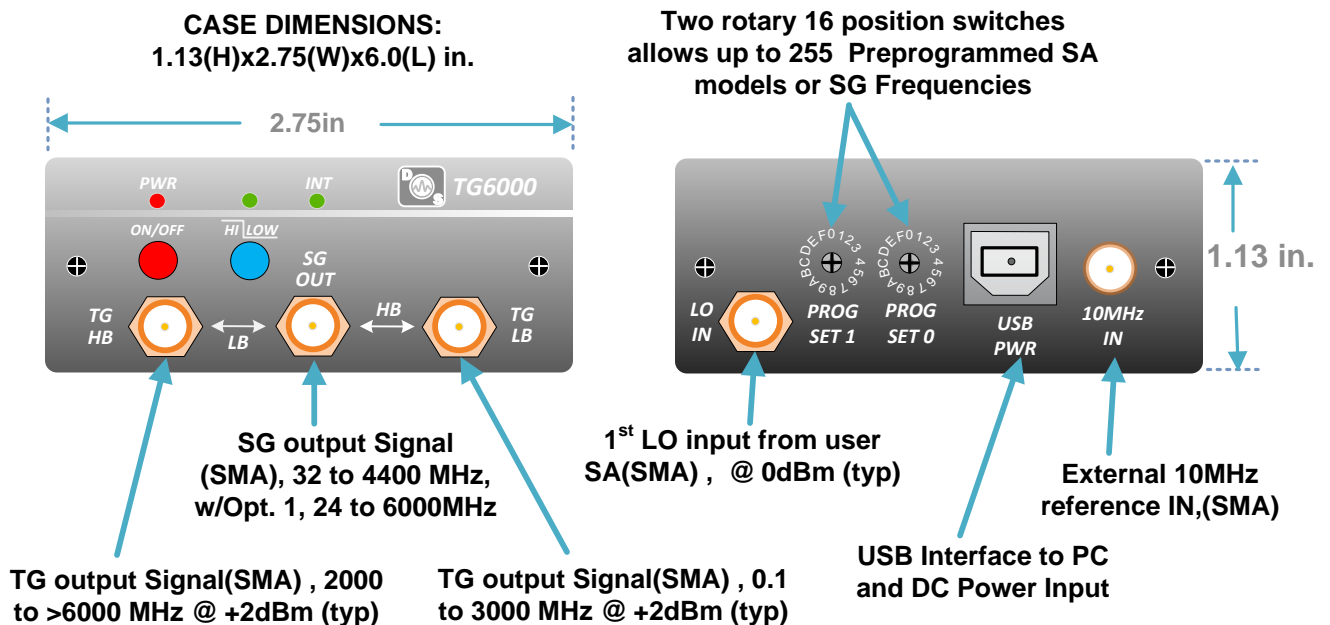 CASE DIMENSIONS:
1.13(H)x2.75(W)x6.0(L) in.
Two rotary 16 position switches
allows up to 255 Preprogrammed SA
models or SG Frequencies
2.75in
PWR
INT
D
S
TG6000
ON/OFF
HI LOW
SG
OUT
TG
HB
LB
HB
TG
LB
F0123456789ABCDE
F0123456789ABCDE
LO
IN
PROG
SET 1
PROG
SET 0
USB
PWR
10MHz
IN
1.13 in.
SG output Signal
(SMA), 32 to 4400 MHz,
w/Opt. 1, 24 to 6000MHz
1st LO input from user
SA(SMA) , @ 0dBm (typ)
External 10MHz
reference IN,(SMA)
TG output Signal(SMA) , 2000
to >6000 MHz @ +2dBm (typ)
TG output Signal(SMA) , 0.1
to 3000 MHz @ +2dBm (typ)
USB Interface to PC
and DC Power Input